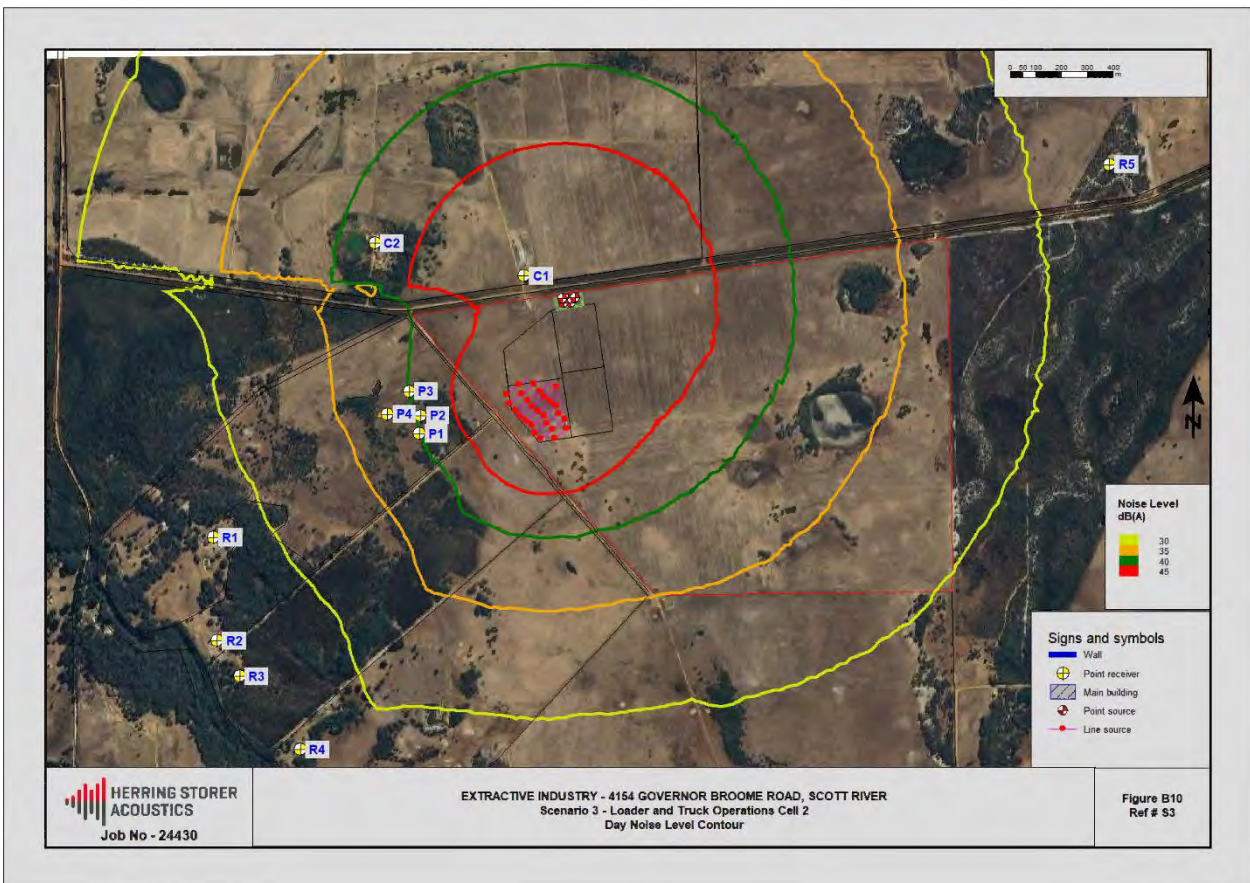 0 50 100 200 300 400
m
R5
C2
C1
P3
P4
P2
P1
R1
R2
R3
R4
N
Noise Level
dB(A)
30
35
40
45
Signs and symbols
Wall
Point receiver
Main building
Point source
Line source
HERRING STORER
ACOUSTICS
Job No - 24430
EXTRACTIVE INDUSTRY - 4154 GOVERNOR BROOME ROAD, SCOTT RIVER
Scenario 3 - Loader and Truck Operations Cell 2
Day Noise Level Contour
Figure B10
Ref # S3